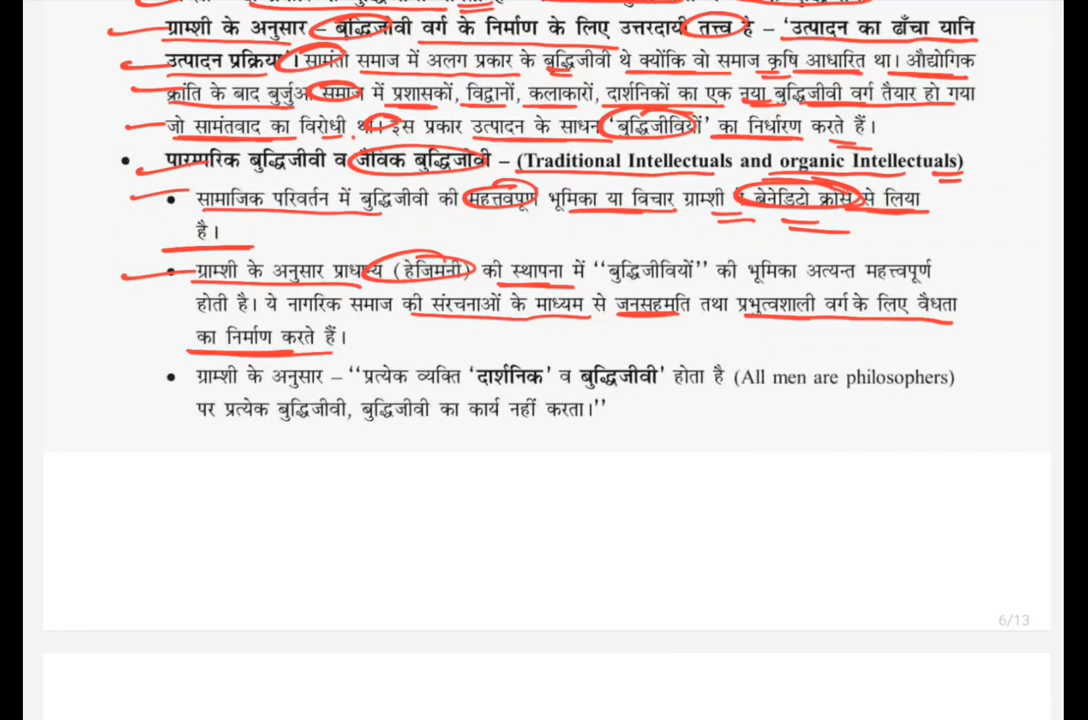 ग्राम्शी के अनुसार – बुद्धिजीवी वर्ग के निर्माण के लिए उत्तरदायी तत्त्व है – 'उत्पादन का ढाँचा यानि
उत्पादन प्रक्रिया'। सामंती समाज में अलग प्रकार के बुद्धिजीवी थे क्योंकि वो समाज कृषि आधारित था। औद्योगिक
क्रांति के बाद बुर्जुआ समाज में प्रशासकों, विद्वानों, कलाकारों, दार्शनिकों का एक नया बुद्धिजीवी वर्ग तैयार हो गया
जो सामंतवाद का विरोधी था। इस प्रकार उत्पादन के साधन 'बुद्धिजीवियों' का निर्धारण करते हैं।
• पारम्परिक बुद्धिजीवी व जैविक बुद्धिजीवी – (Traditional Intellectuals and organic Intellectuals)
• सामाजिक परिवर्तन में बुद्धिजीवी की महत्त्वपूर्ण भूमिका या विचार ग्राम्शी ने बेनेडिटो क्रोसे से लिया
है।
• ग्राम्शी के अनुसार प्राधान्य (हेजिमनी) की स्थापना में "बुद्धिजीवियों" की भूमिका अत्यन्त महत्त्वपूर्ण
होती है। ये नागरिक समाज की संरचनाओं के माध्यम से जनसहमति तथा प्रभुत्वशाली वर्ग के लिए वैधता
का निर्माण करते हैं।
• ग्राम्शी के अनुसार – "प्रत्येक व्यक्ति 'दार्शनिक' व बुद्धिजीवी' होता है (All men are philosophers)
पर प्रत्येक बुद्धिजीवी, बुद्धिजीवी का कार्य नहीं करता।"
6/13